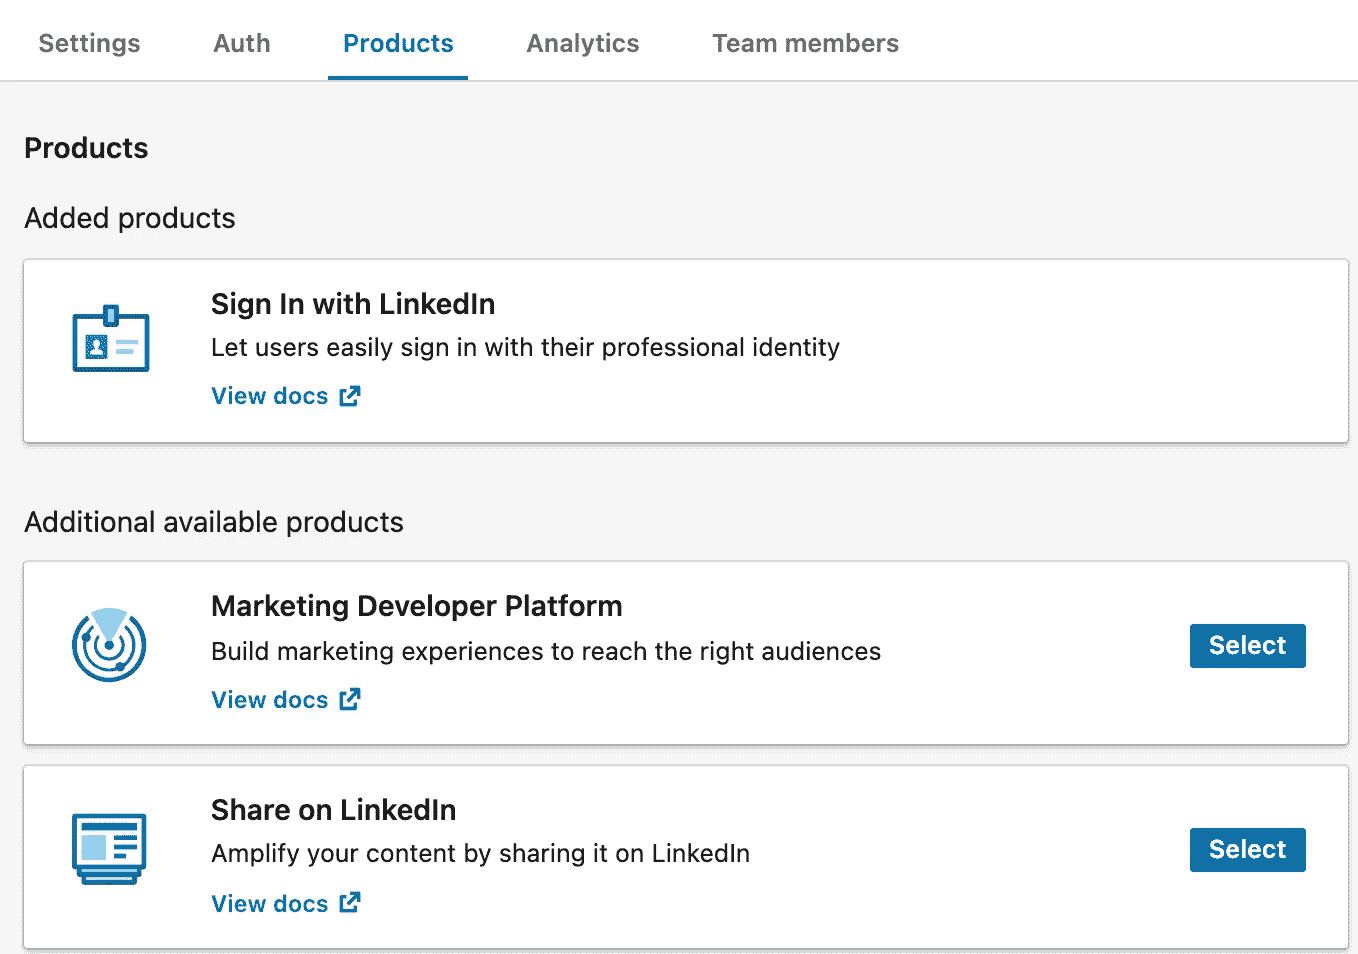 Settings Auth Products Analytics Team members
Products
Added products
Sign In with LinkedIn
Let users easily sign in with their professional identity
View docs
Additional available products
Marketing Developer Platform
Build marketing experiences to reach the right audiences
Select
View docs
Share on LinkedIn
Amplify your content by sharing it on LinkedIn
Select
View docs